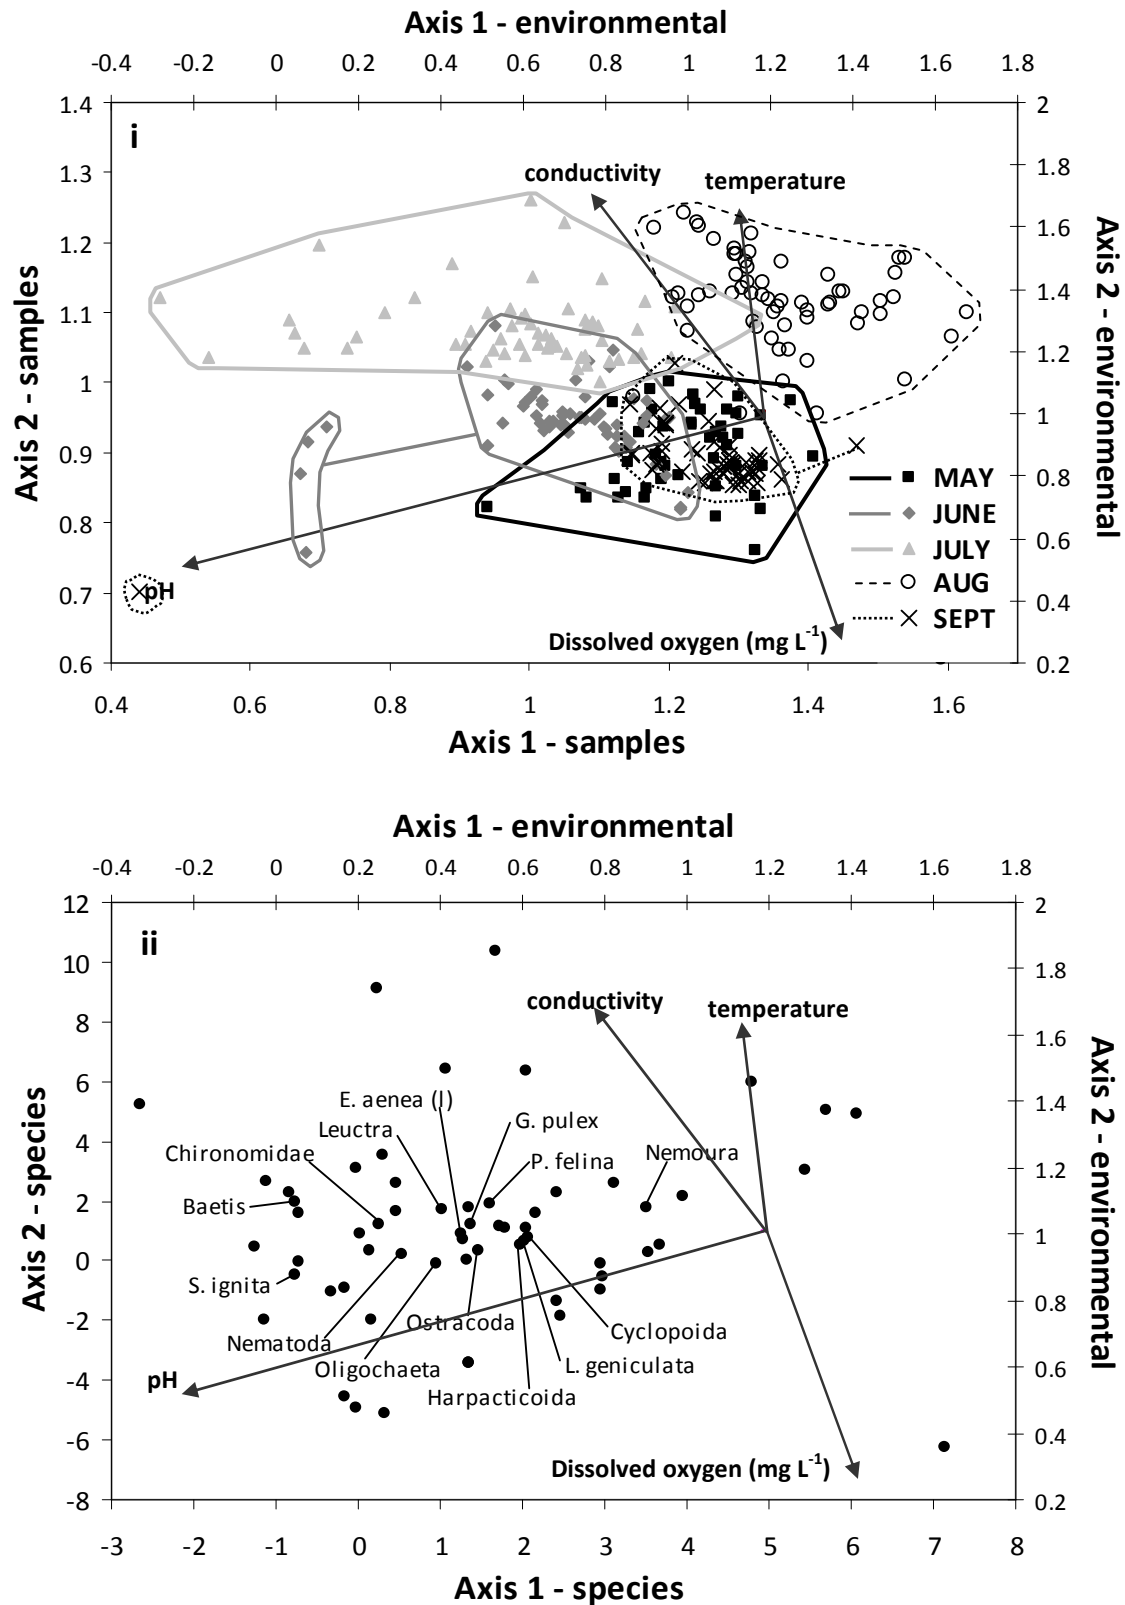 Axis 1 - environmental
-0.4 -0.2 0 0.2 0.4 0.6 0.8 1 1.2 1.4 1.6 1.8
i
1.4
1.3
1.2
1.1
1
0.9
0.8
0.7
0.6
Axis 2 - samples
conductivity
temperature
pH
Dissolved oxygen (mg L-1)
MAY
JUNE
JULY
AUG
SEPT
2
1.8
1.6
1.4
1.2
1
0.8
0.6
0.4
0.2
Axis 2 - environmental
0.4 0.6 0.8 1 1.2 1.4 1.6
Axis 1 - samples
Axis 1 - environmental
-0.4 -0.2 0 0.2 0.4 0.6 0.8 1 1.2 1.4 1.6 1.8
ii
12
10
8
6
4
2
0
-2
-4
-6
-8
Axis 2 - species
conductivity
temperature
E. aenea (l)
G. pulex
Leuctra
Chironomidae
P. felina
Nemoura
Baetis
S. ignita
Ostracoda
Cyclopoida
Nematoda
Oligochaeta
L. geniculata
pH
Harpacticoida
Dissolved oxygen (mg L-1)
2
1.8
1.6
1.4
1.2
1
0.8
0.6
0.4
0.2
Axis 2 - environmental
-3 -2 -1 0 1 2 3 4 5 6 7 8
Axis 1 - species